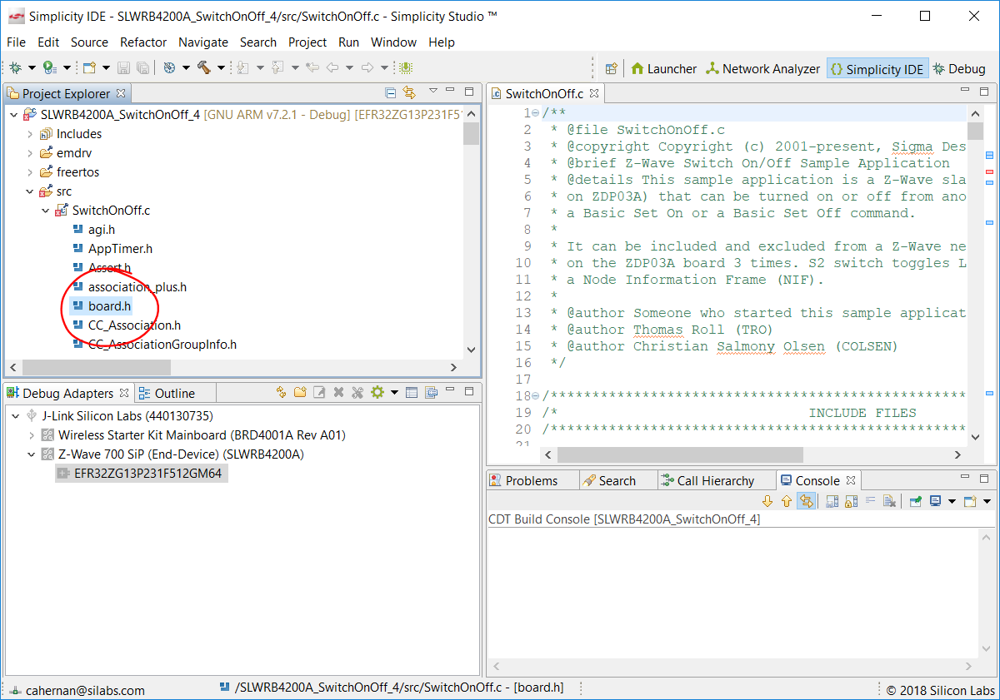 Simplicity IDE - SLWRB4200A_SwitchOnOff_4/src/SwitchOnOff.c - Simplicity Studio ™
File Edit Source Refactor Navigate Search Project Run Window Help
Launcher Network Analyzer Simplicity IDE Debug
Project Explorer
SLWRB4200A_SwitchOnOff_4 [GNU ARM v7.2.1 - Debug] [EFR32ZG13P231F51
Includes
emdrv
freertos
src
SwitchOnOff.c
agi.h
AppTimer.h
Assert.h
association_plus.h
board.h
CC_Association.h
CC_AssociationGroupInfo.h
SwitchOnOff.c
1 /**
2 * @file SwitchOnOff.c
3 * @copyright Copyright (c) 2001-present, Sigma Des
4 * @brief Z-Wave Switch On/Off Sample Application
5 * @details This sample application is a Z-Wave sla
6 * on ZDP03A) that can be turned on or off from ano
7 * a Basic Set On or a Basic Set Off command.
8 *
9 * It can be included and excluded from a Z-Wave ne
10 * on the ZDP03A board 3 times. S2 switch toggles L
11 * a Node Information Frame (NIF).
12 *
13 * @author Someone who started this sample applicat
14 * @author Thomas Roll (TRO)
15 * @author Christian Salmony Olsen (COLSEN)
16 */
17
18 /**************************************************
19 /* INCLUDE FILES
20 /**************************************************
21
Debug Adapters Outline
J-Link Silicon Labs (440130735)
Wireless Starter Kit Mainboard (BRD4001A Rev A01)
Z-Wave 700 SiP (End-Device) (SLWRB4200A)
EFR32ZG13P231F512GM64
Problems Search Call Hierarchy Console
CDT Build Console [SLWRB4200A_SwitchOnOff_4]
cahernan@silabs.com /SLWRB4200A_SwitchOnOff_4/src/SwitchOnOff.c - [board.h] © 2018 Silicon Labs